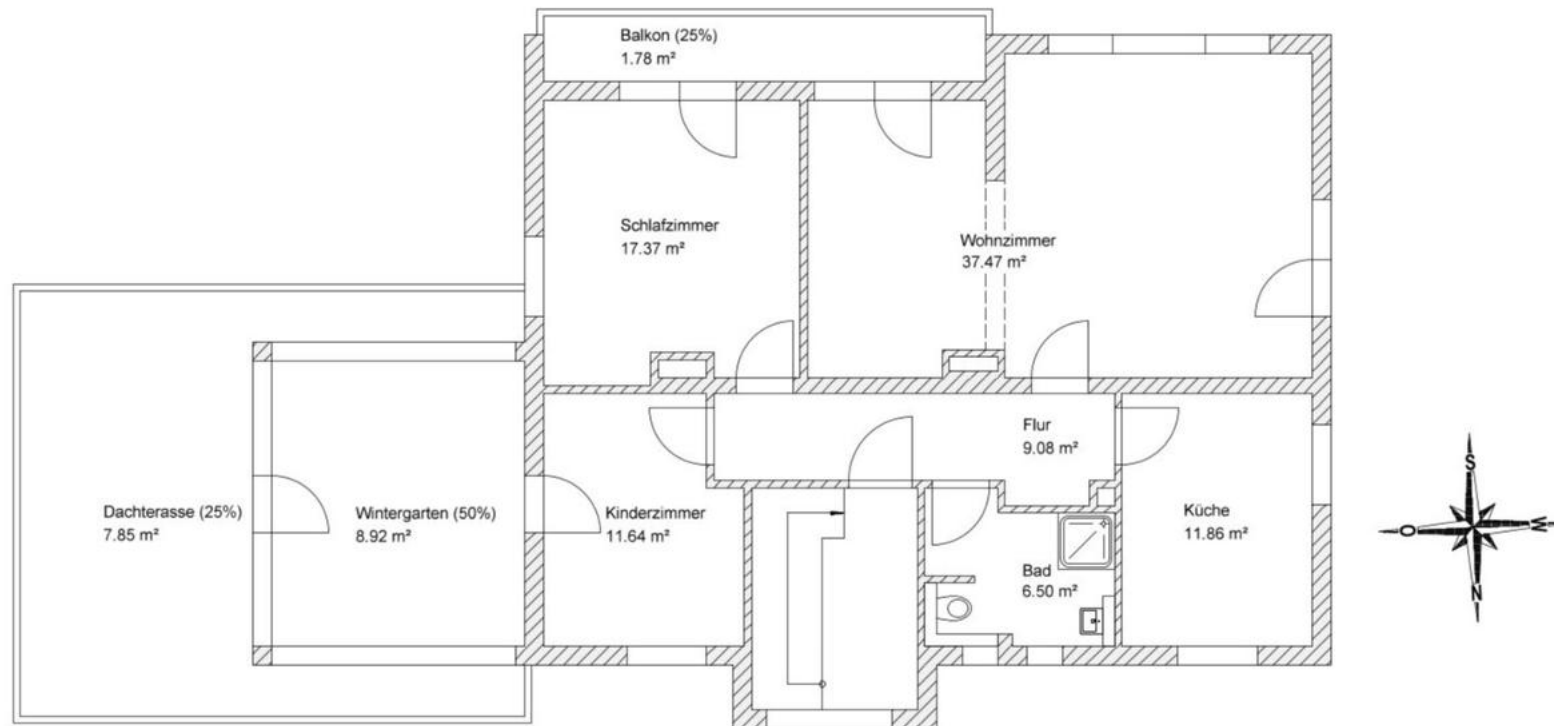 Balkon (25%)
1.78 m²
Schlafzimmer
17.37 m²
Wohnzimmer
37.47 m²
Flur
9.08 m²
Dachterasse (25%)
7.85 m²
Wintergarten (50%)
8.92 m²
Kinderzimmer
11.64 m²
Bad
6.50 m²
Küche
11.86 m²
S
O
W
N